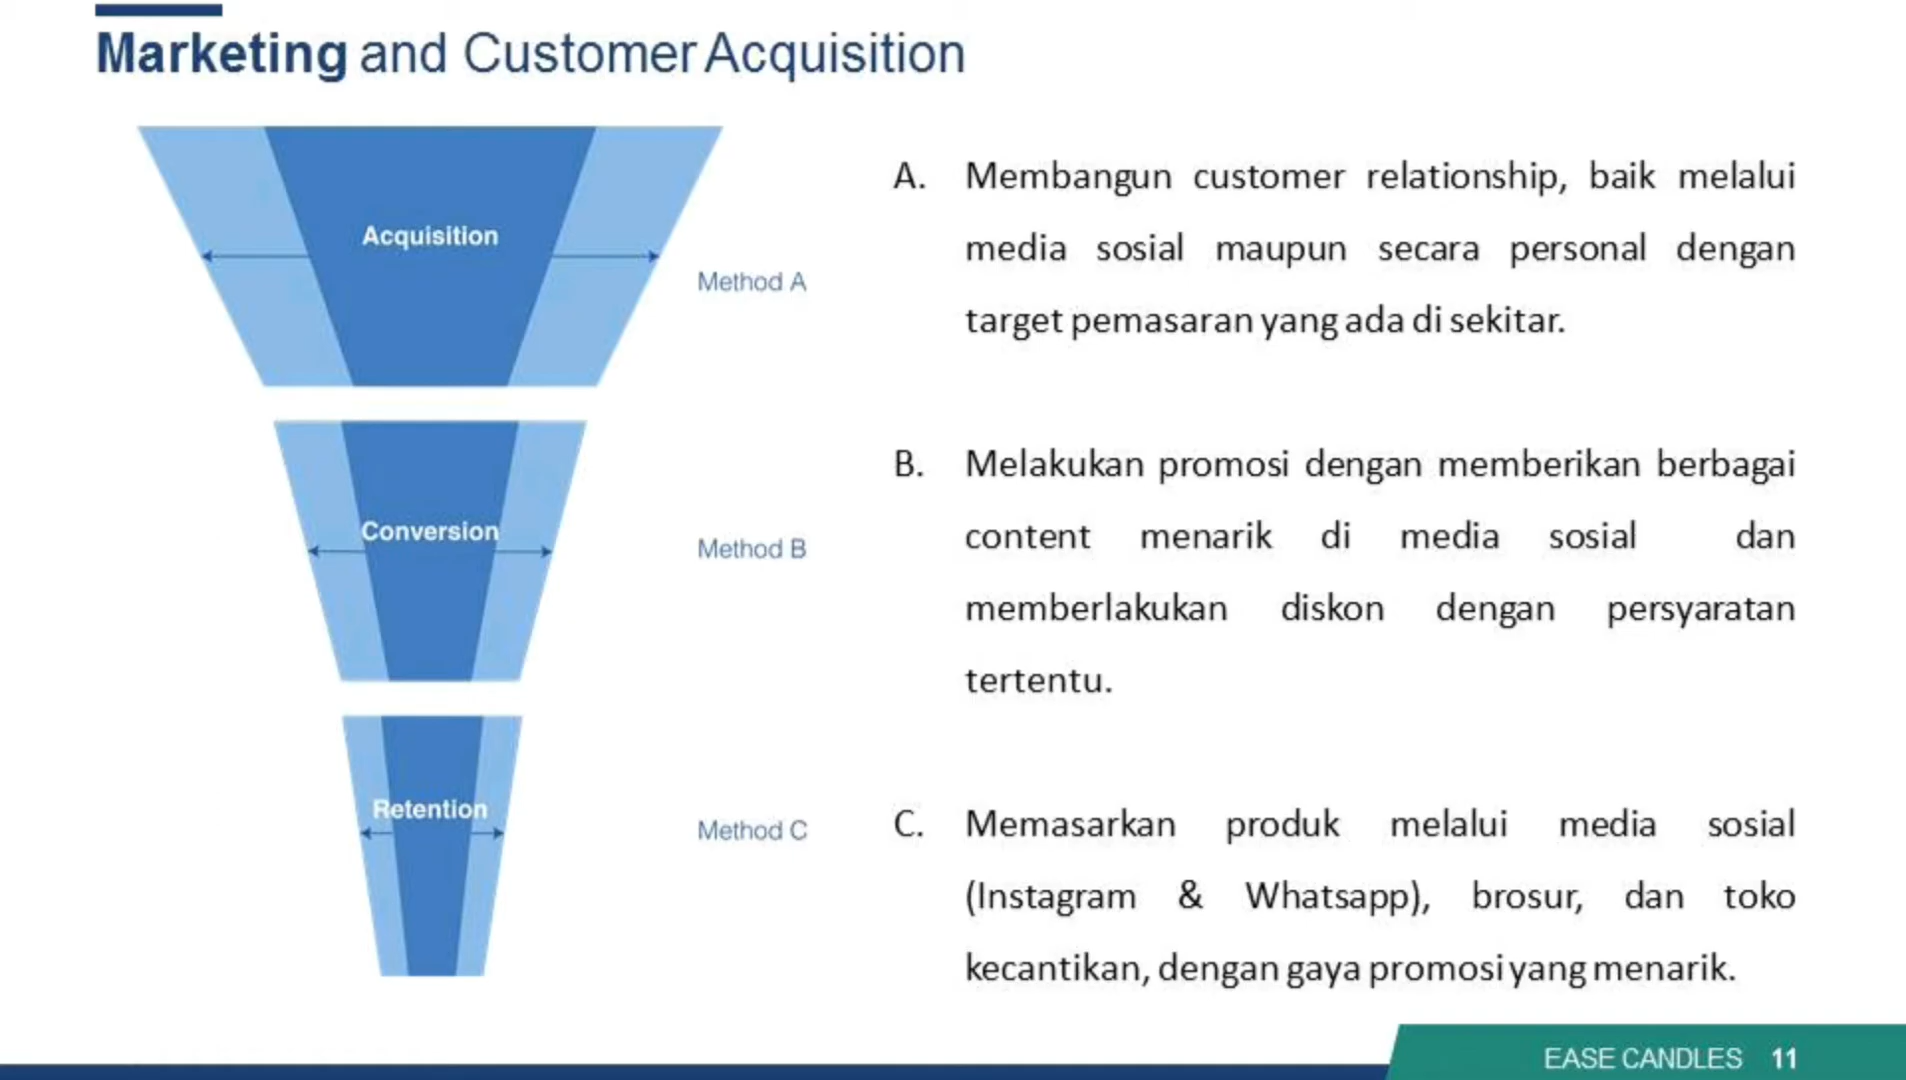 Marketing and Customer Acquisition
Acquisition
Method A
Conversion
Method B
Retention
Method C
A. Membangun customer relationship, baik melalui
media sosial maupun secara personal dengan
target pemasaran yang ada di sekitar.
B. Melakukan promosi dengan memberikan berbagai
content menarik di media sosial dan
memberlakukan diskon dengan persyaratan
tertentu.
C. Memasarkan produk melalui media sosial
(Instagram & Whatsapp), brosur, dan toko
kecantikan, dengan gaya promosi yang menarik.
EASE CANDLES 11